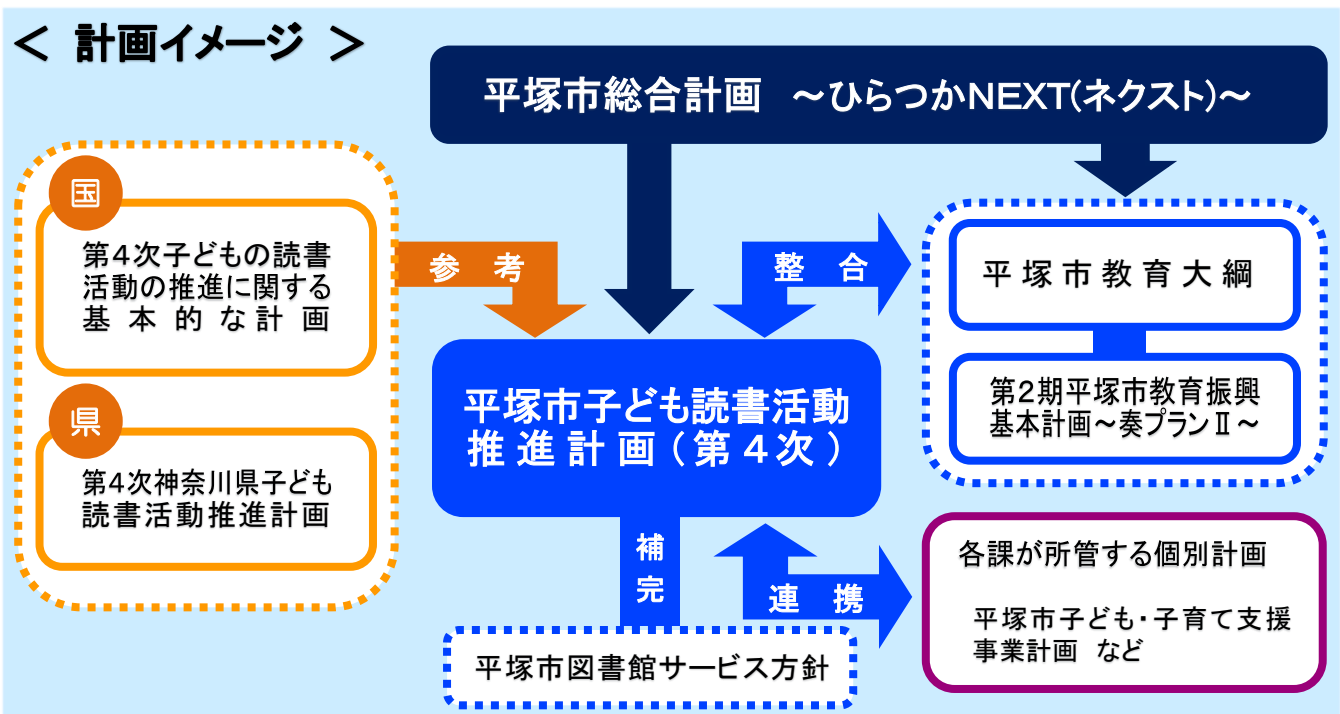 ＜ 計画イメージ ＞
平塚市総合計画　～ひらつかNEXT(ネクスト)～
国
第４次子どもの読書
活動の推進に関する
基本的な計画
県
第４次神奈川県子ども
読書活動推進計画
参考
整合
平塚市教育大綱
第２期平塚市教育振興
基本計画～奏プランⅡ～
平塚市子ども読書活動
推進計画（第４次）
補完
連携
各課が所管する個別計画
平塚市子ども・子育て支援
事業計画　など
平塚市図書館サービス方針